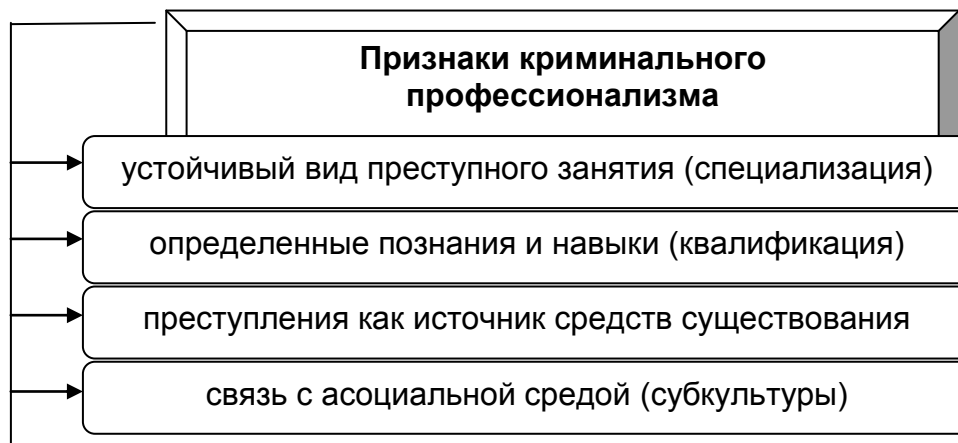 Признаки криминального
профессионализма
устойчивый вид преступного занятия (специализация)
определенные познания и навыки (квалификация)
преступления как источник средств существования
связь с асоциальной средой (субкультуры)